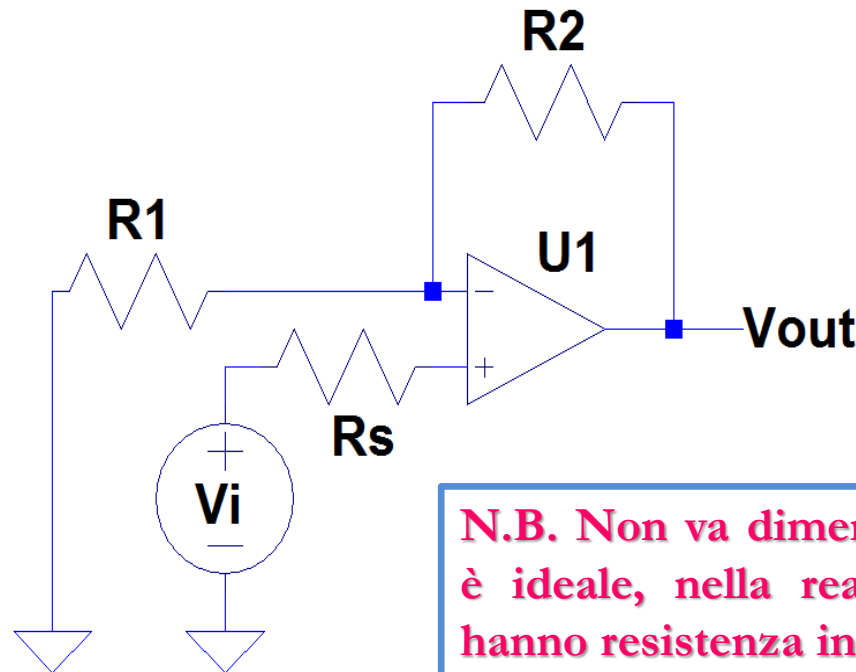 R2
R1
U1
Vout
Rs
Vi
N.B. Non va
è ideale, nella
hanno resistenza